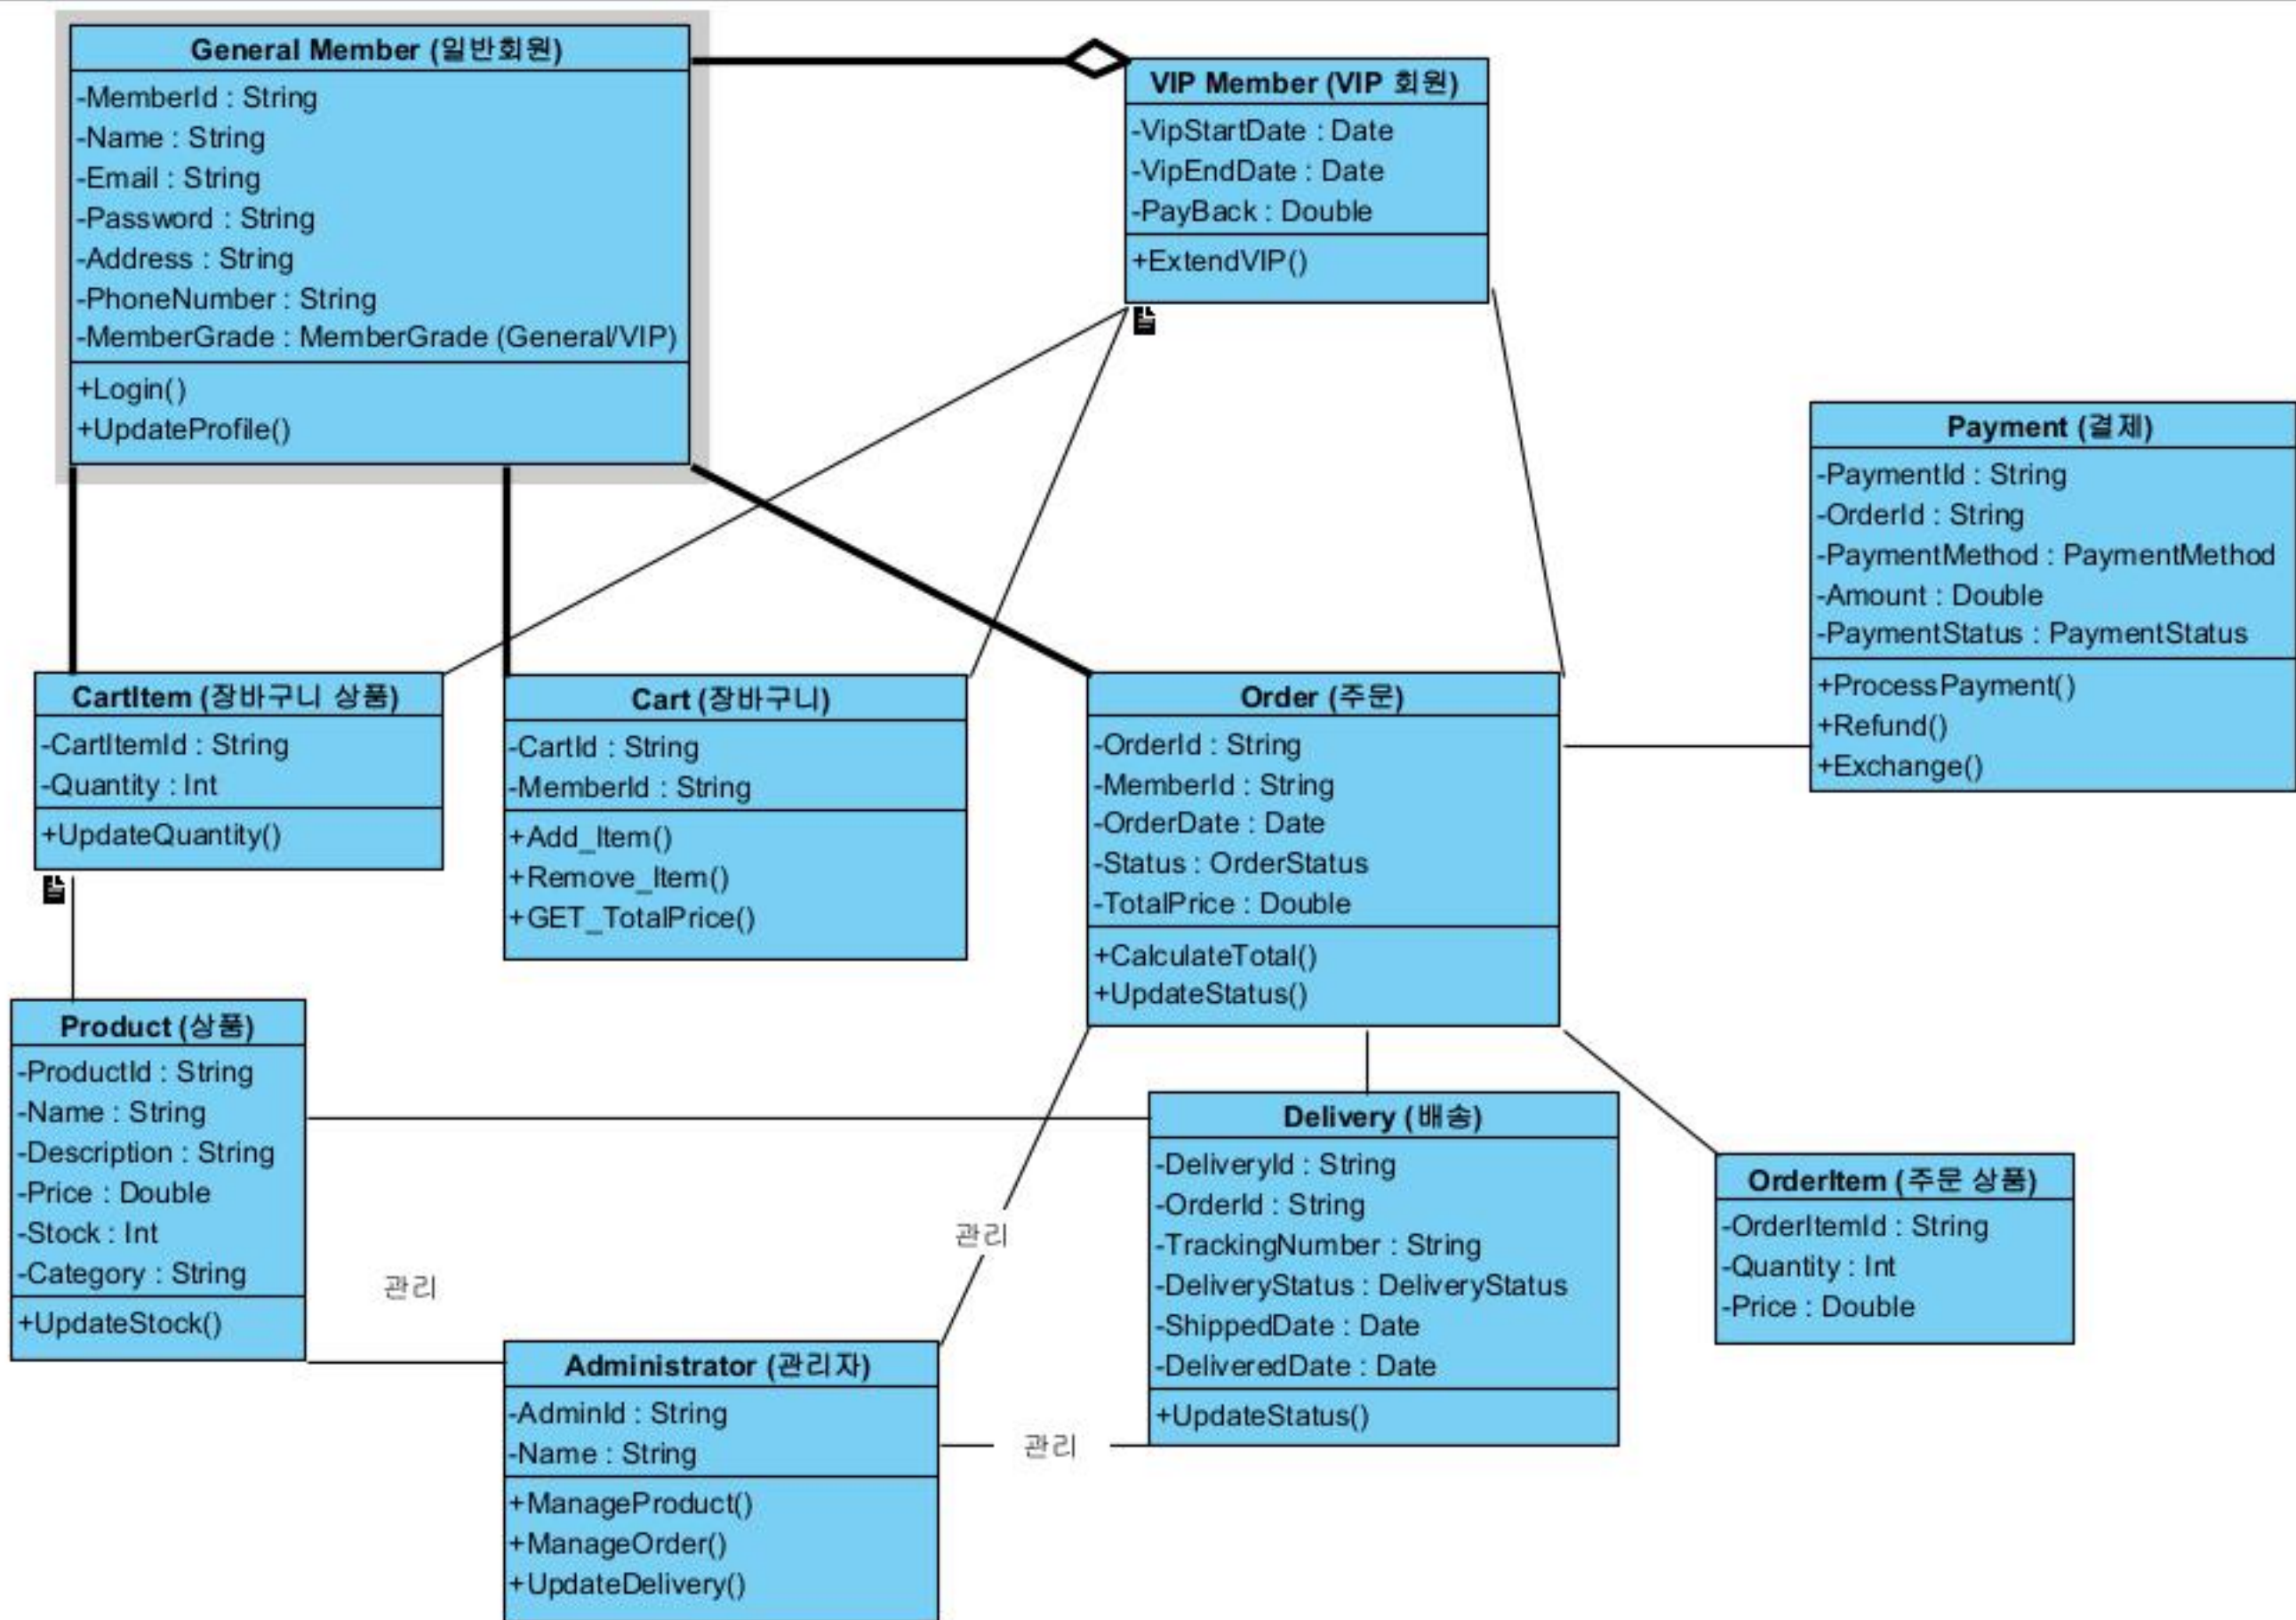 General Member (일반회원)
-MemberId : String
-Name : String
-Email : String
-Password : String
-Address : String
-PhoneNumber : String
-MemberGrade : MemberGrade (General/VIP)
+Login()
+UpdateProfile()
VIP Member (VIP 회원)
-VipStartDate : Date
-VipEndDate : Date
-PayBack : Double
+ExtendVIP()
Payment (결제)
-PaymentId : String
-OrderId : String
-PaymentMethod : PaymentMethod
-Amount : Double
-PaymentStatus : PaymentStatus
+ProcessPayment()
+Refund()
+Exchange()
CartItem (장바구니 상품)
-CartItemId : String
-Quantity : Int
+UpdateQuantity()
Cart (장바구니)
-CartId : String
-MemberId : String
+Add_Item()
+Remove_Item()
+GET_TotalPrice()
Order (주문)
-OrderId : String
-MemberId : String
-OrderDate : Date
-Status : OrderStatus
-TotalPrice : Double
+CalculateTotal()
+UpdateStatus()
Product (상품)
-ProductId : String
-Name : String
-Description : String
-Price : Double
-Stock : Int
-Category : String
+UpdateStock()
관리
관리
Delivery (배송)
-DeliveryId : String
-OrderId : String
-TrackingNumber : String
-DeliveryStatus : DeliveryStatus
-ShippedDate : Date
-DeliveredDate : Date
+UpdateStatus()
OrderItem (주문 상품)
-OrderItemId : String
-Quantity : Int
-Price : Double
Administrator (관리자)
-AdminId : String
-Name : String
+ManageProduct()
+ManageOrder()
+UpdateDelivery()
관리